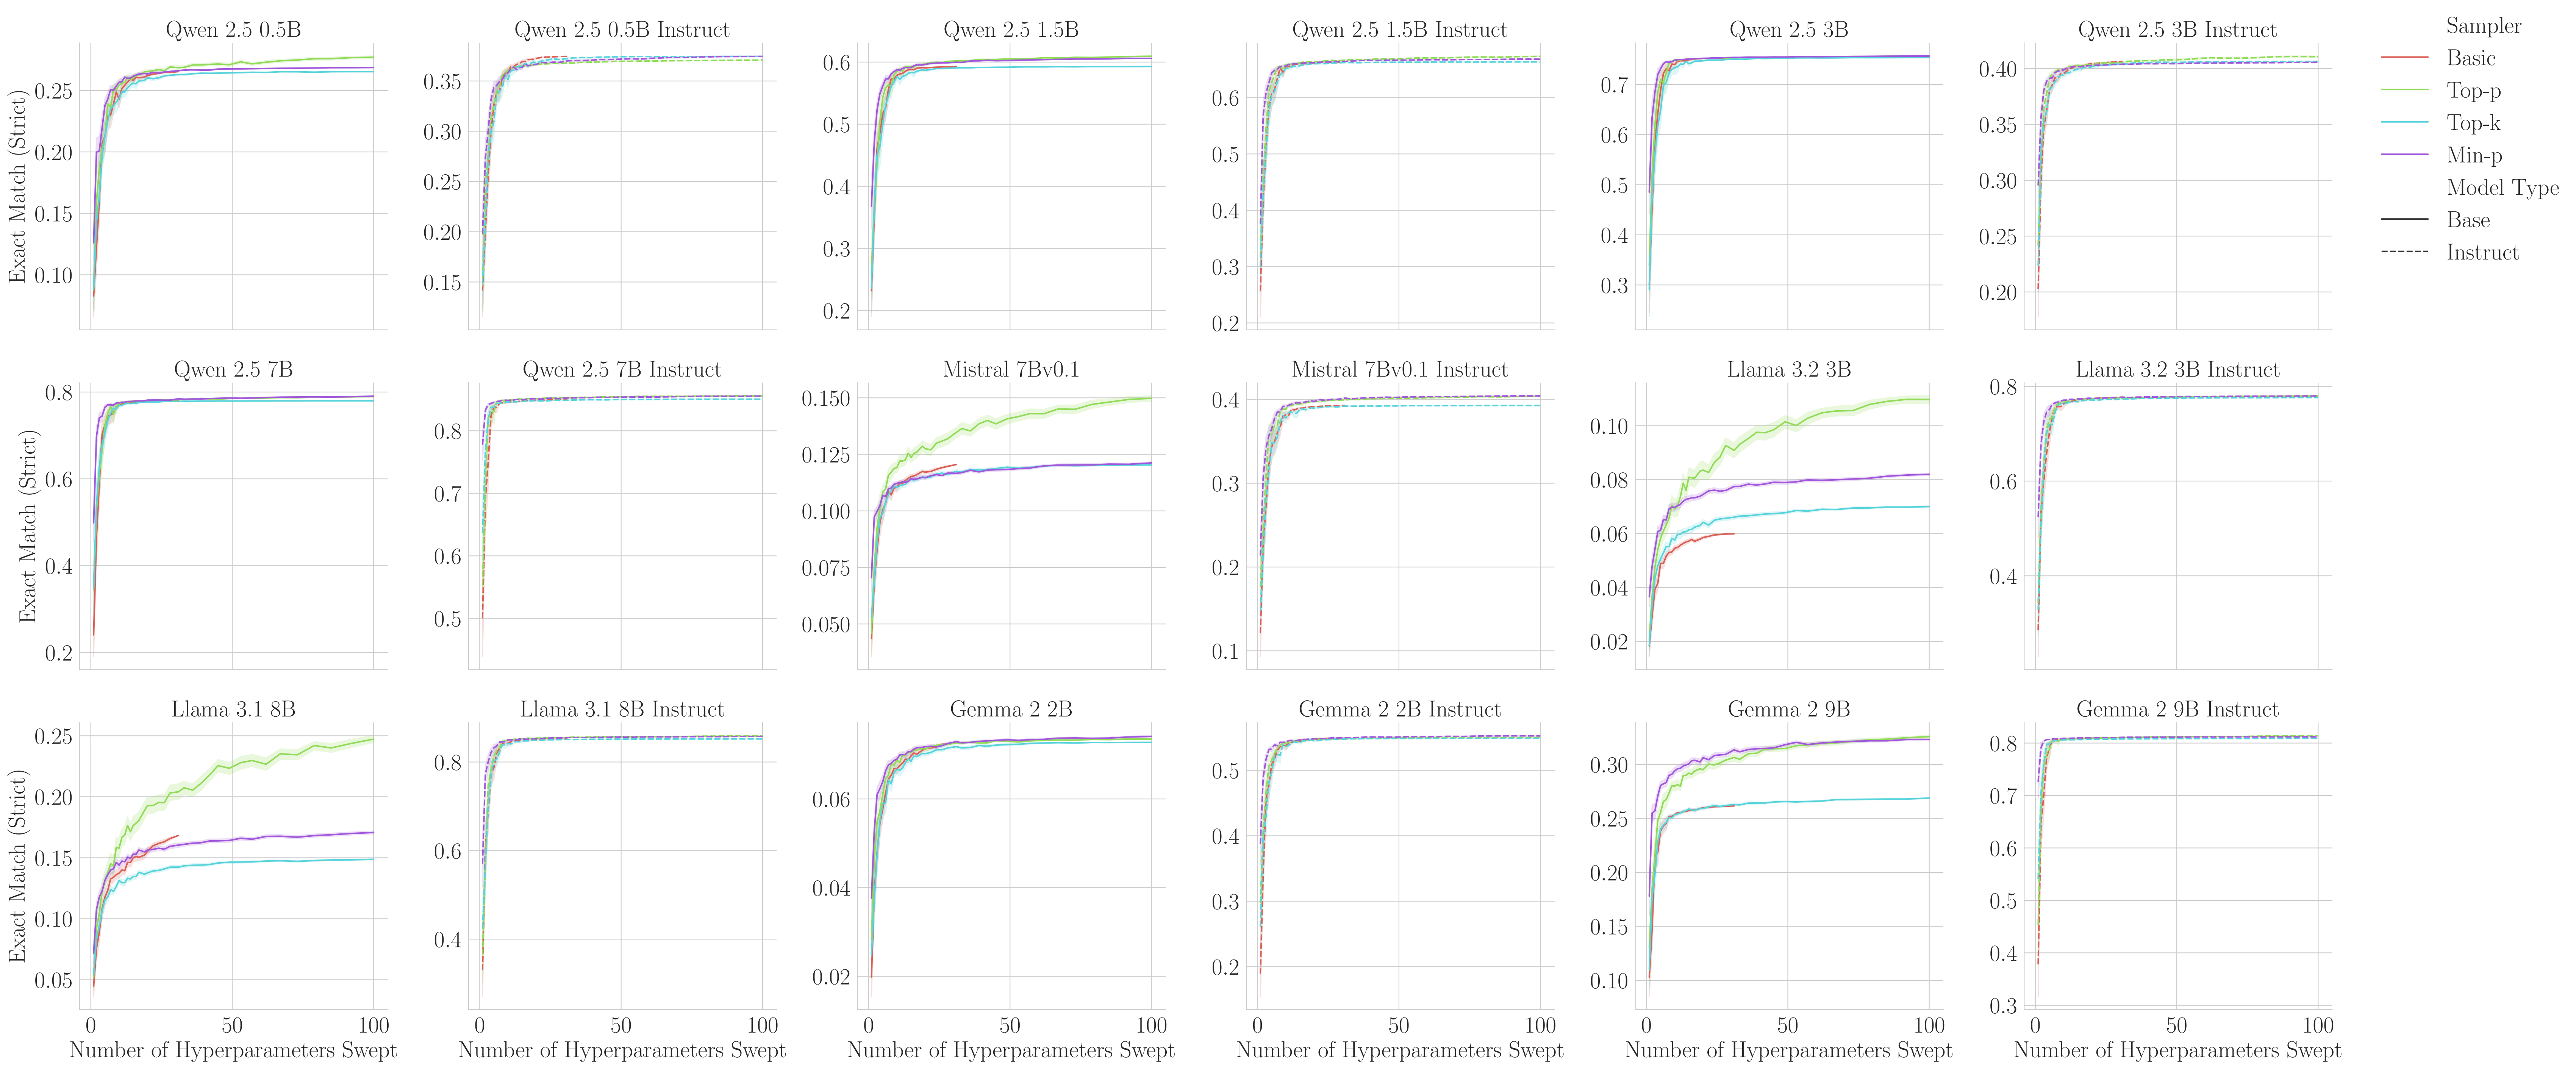 Qwen 2.5 0.5B
Qwen 2.5 0.5B Instruct
Qwen 2.5 1.5B
Qwen 2.5 1.5B Instruct
Qwen 2.5 3B
Qwen 2.5 3B Instruct
Exact Match (Strict)
0.25
0.20
0.15
0.10
0.35
0.30
0.25
0.20
0.15
0.6
0.5
0.4
0.3
0.2
0.6
0.5
0.4
0.3
0.2
0.7
0.6
0.5
0.4
0.3
0.40
0.35
0.30
0.25
0.20
Sampler
Basic
Top-p
Top-k
Min-p
Model Type
Base
Instruct
Qwen 2.5 7B
Qwen 2.5 7B Instruct
Mistral 7Bv0.1
Mistral 7Bv0.1 Instruct
Llama 3.2 3B
Llama 3.2 3B Instruct
Exact Match (Strict)
0.8
0.6
0.4
0.2
0.8
0.7
0.6
0.5
0.150
0.125
0.100
0.075
0.050
0.4
0.3
0.2
0.1
0.10
0.08
0.06
0.04
0.02
0.8
0.6
0.4
Llama 3.1 8B
Llama 3.1 8B Instruct
Gemma 2 2B
Gemma 2 2B Instruct
Gemma 2 9B
Gemma 2 9B Instruct
Exact Match (Strict)
0.25
0.20
0.15
0.10
0.05
0.8
0.6
0.4
0.06
0.04
0.02
0.5
0.4
0.3
0.2
0.30
0.25
0.20
0.15
0.10
0.8
0.7
0.6
0.5
0.4
0.3
0 50 100
0 50 100
0 50 100
0 50 100
0 50 100
0 50 100
Number of Hyperparameters Swept
Number of Hyperparameters Swept
Number of Hyperparameters Swept
Number of Hyperparameters Swept
Number of Hyperparameters Swept
Number of Hyperparameters Swept